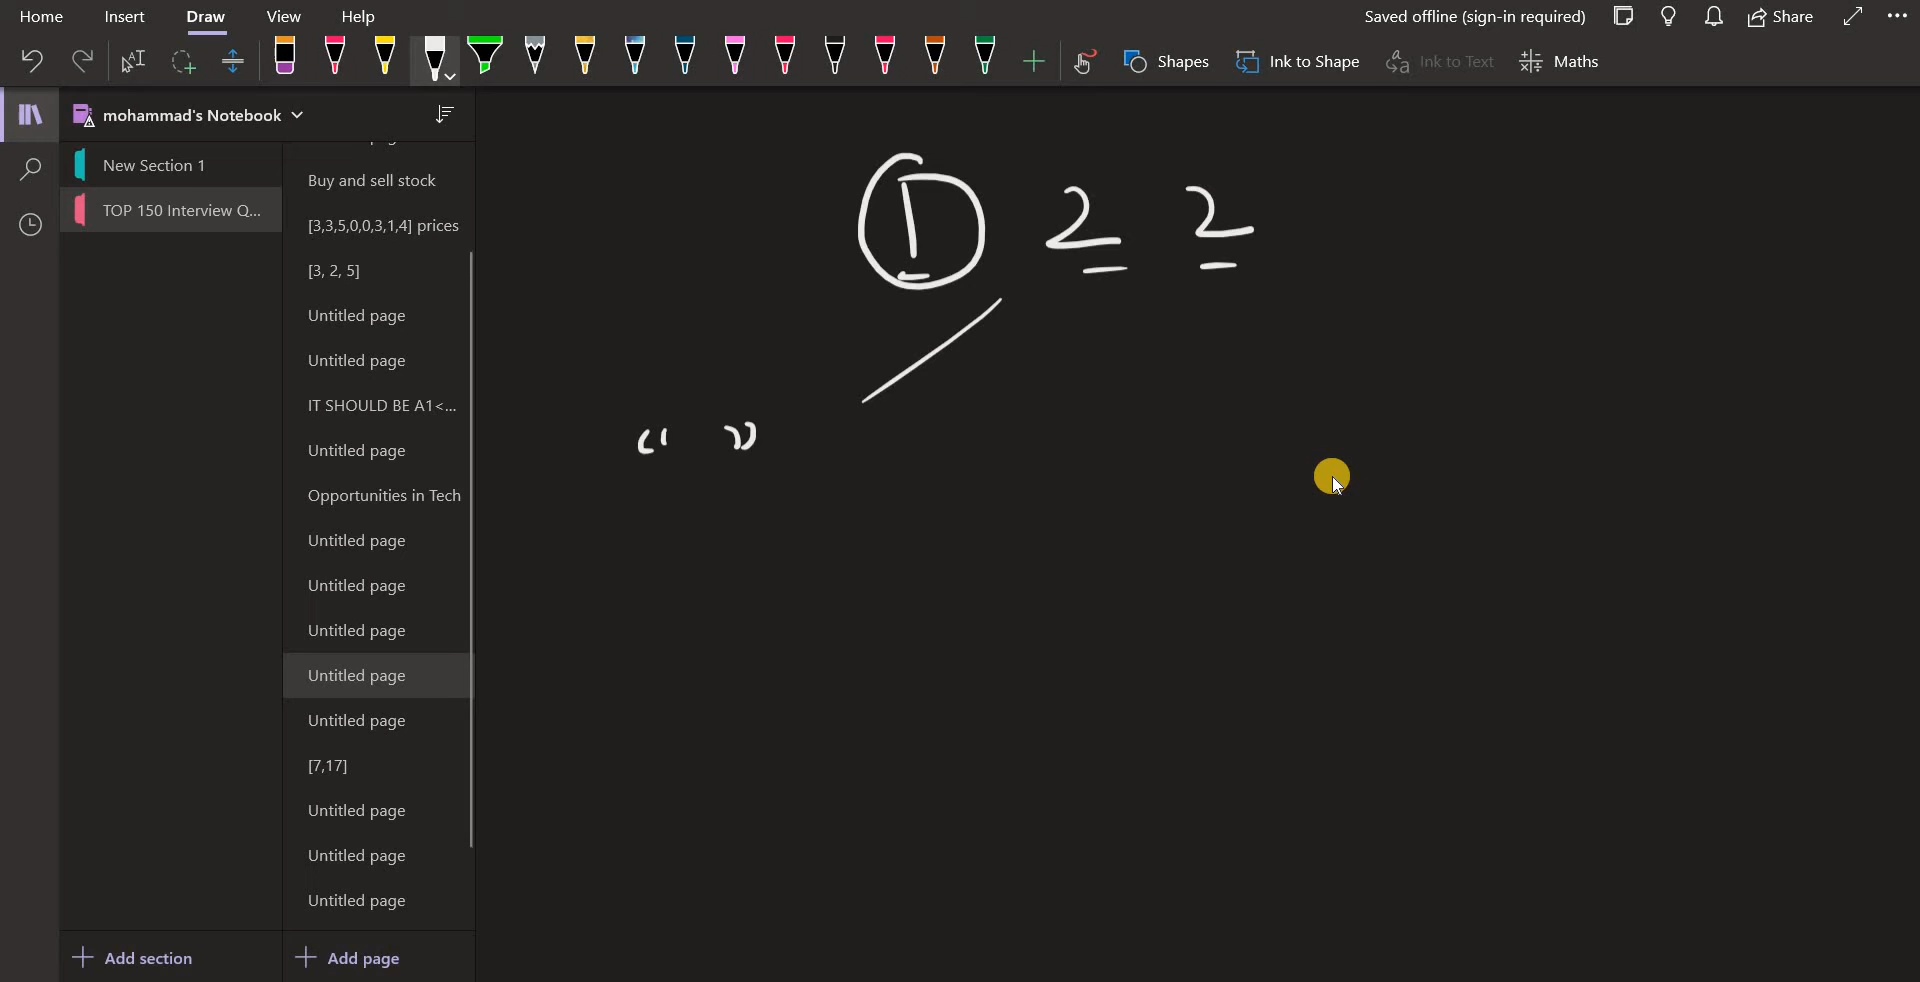 Home Insert Draw View Help Saved offline (sign-in required) Share
Shapes Ink to Shape Ink to Text Maths
mohammad's Notebook
New Section 1
TOP 150 Interview Q...
Buy and sell stock
[3,3,5,0,0,3,1,4] prices
[3, 2, 5]
Untitled page
Untitled page
IT SHOULD BE A1<...
Untitled page
Opportunities in Tech
Untitled page
Untitled page
Untitled page
Untitled page
Untitled page
[7,17]
Untitled page
Untitled page
Untitled page
Add section
Add page
1 2 2
“ ”